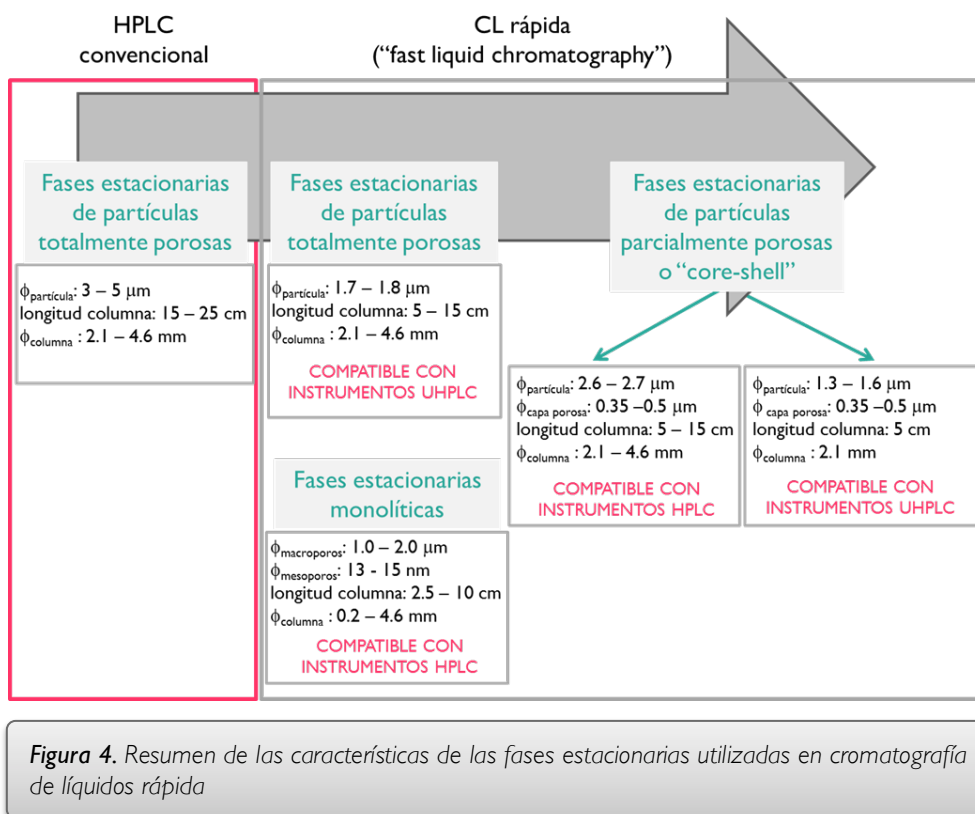 HPLC
convencional
CL rápida
(“fast liquid chromatography”)
Fases estacionarias
de partículas
totalmente porosas
ϕpartícula: 3 – 5 μm
longitud columna: 15 – 25 cm
ϕcolumna : 2.1 – 4.6 mm
Fases estacionarias
de partículas
totalmente porosas
ϕpartícula: 1.7 – 1.8 μm
longitud columna: 5 – 15 cm
ϕcolumna : 2.1 – 4.6 mm
COMPATIBLE CON
INSTRUMENTOS UHPLC
Fases estacionarias
monolíticas
ϕmacroporos: 1.0 – 2.0 μm
ϕmesoporos: 13 - 15 nm
longitud columna: 2.5 – 10 cm
ϕcolumna : 0.2 – 4.6 mm
COMPATIBLE CON
INSTRUMENTOS HPLC
Fases estacionarias
de partículas
parcialmente porosas
o “core-shell”
ϕpartícula: 2.6 – 2.7 μm
ϕcapa porosa: 0.35 –0.5 μm
longitud columna: 5 – 15 cm
ϕcolumna : 2.1 – 4.6 mm
COMPATIBLE CON
INSTRUMENTOS HPLC
ϕpartícula: 1.3 – 1.6 μm
ϕ capa porosa: 0.35 –0.5 μm
longitud columna: 5 cm
ϕcolumna : 2.1 mm
COMPATIBLE CON
INSTRUMENTOS UHPLC
Figura 4. Resumen de las características de las fases estacionarias utilizadas en cromatografía
de líquidos rápida